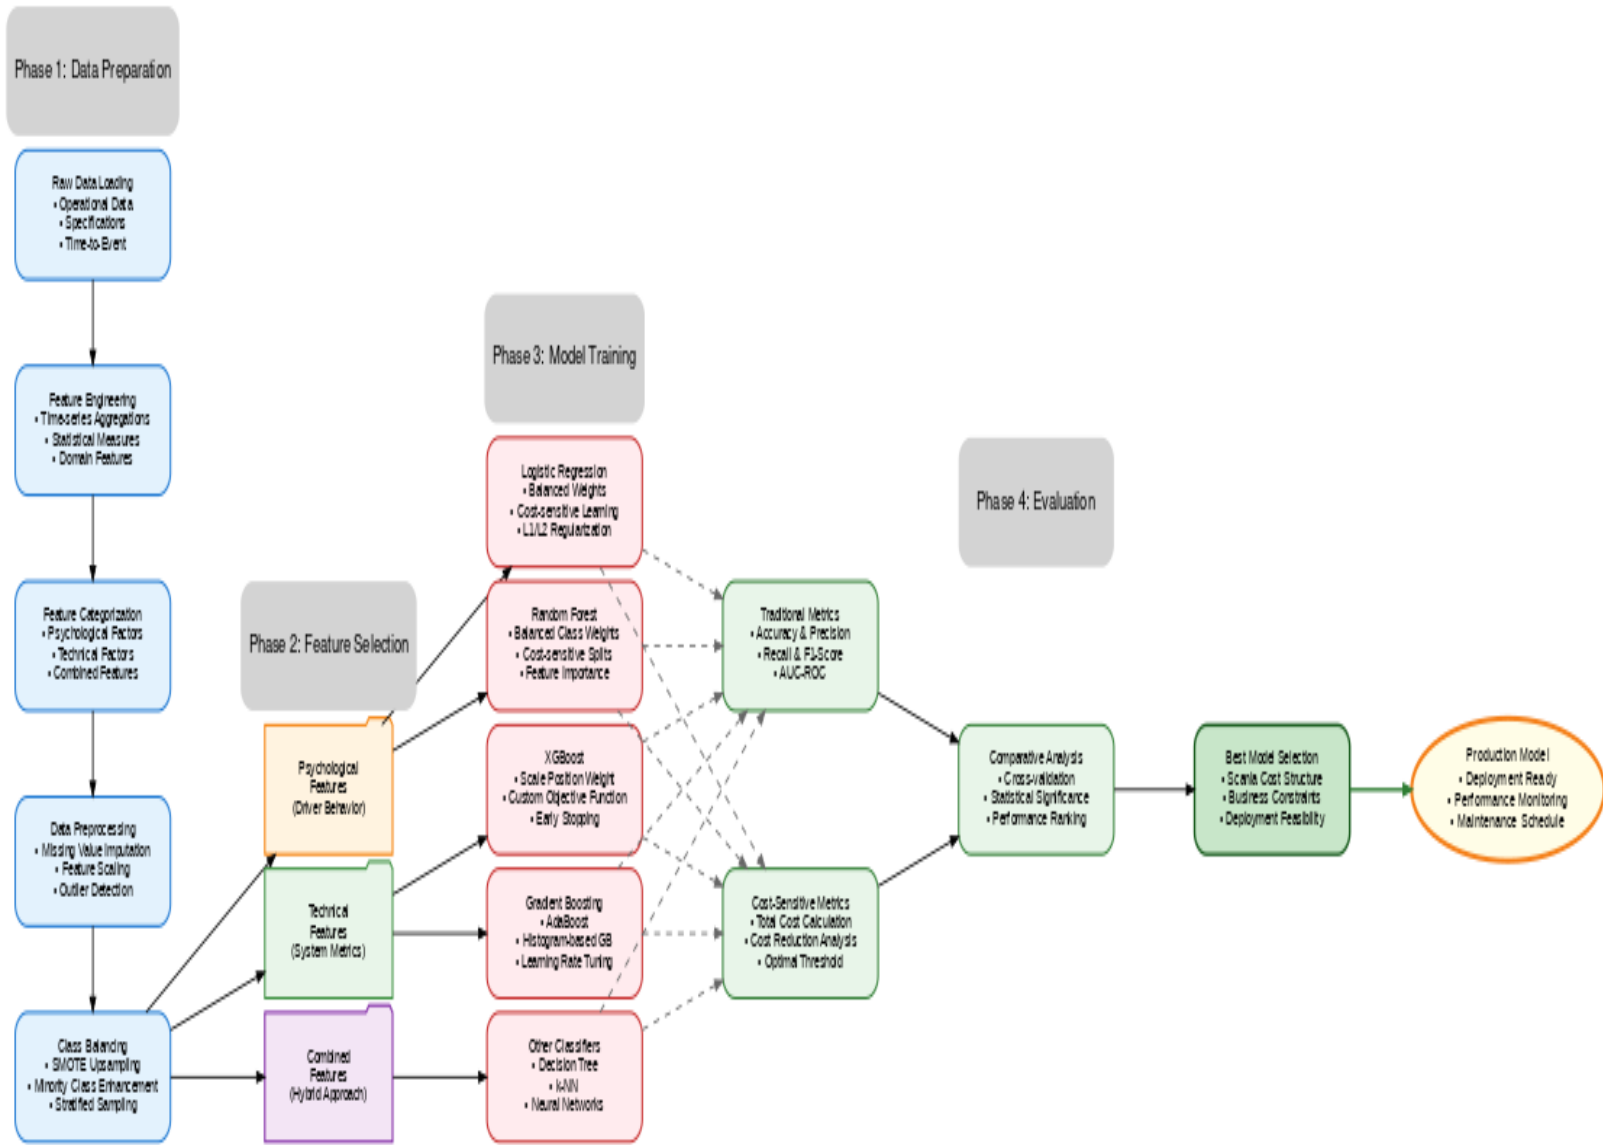 Phase 1: Data Preparation
Raw Data Loading
• Operational Data
• Specifications
• Time-to-Event
Feature Engineering
• Time-series Aggregations
• Statistical Measures
• Domain Features
Feature Categorization
• Psychological Factors
• Technical Factors
• Combined Features
Data Preprocessing
• Missing Value Imputation
• Feature Scaling
• Outlier Detection
Class Balancing
• SMOTE Upsampling
• Minority Class Enhancement
• Stratified Sampling
Phase 2: Feature Selection
Psychological
Features
(Driver Behavior)
Technical
Features
(System Metrics)
Combined
Features
(Hybrid Approach)
Phase 3: Model Training
Logistic Regression
• Balanced Weights
• Cost-sensitive Learning
• L1/L2 Regularization
Random Forest
• Balanced Class Weights
• Cost-sensitive Splits
• Feature Importance
XGBoost
• Scale Position Weight
• Custom Objective Function
• Early Stopping
Gradient Boosting
• AdaBoost
• Histogram-based GB
• Learning Rate Tuning
Other Classifiers
• Decision Tree
• k-NN
• Neural Networks
Traditional Metrics
• Accuracy & Precision
• Recall & F1-Score
• AUC-ROC
Cost-Sensitive Metrics
• Total Cost Calculation
• Cost Reduction Analysis
• Optimal Threshold
Phase 4: Evaluation
Comparative Analysis
• Cross-validation
• Statistical Significance
• Performance Ranking
Best Model Selection
• Scania Cost Structure
• Business Constraints
• Deployment Feasibility
Production Model
• Deployment Ready
• Performance Monitoring
• Maintenance Schedule